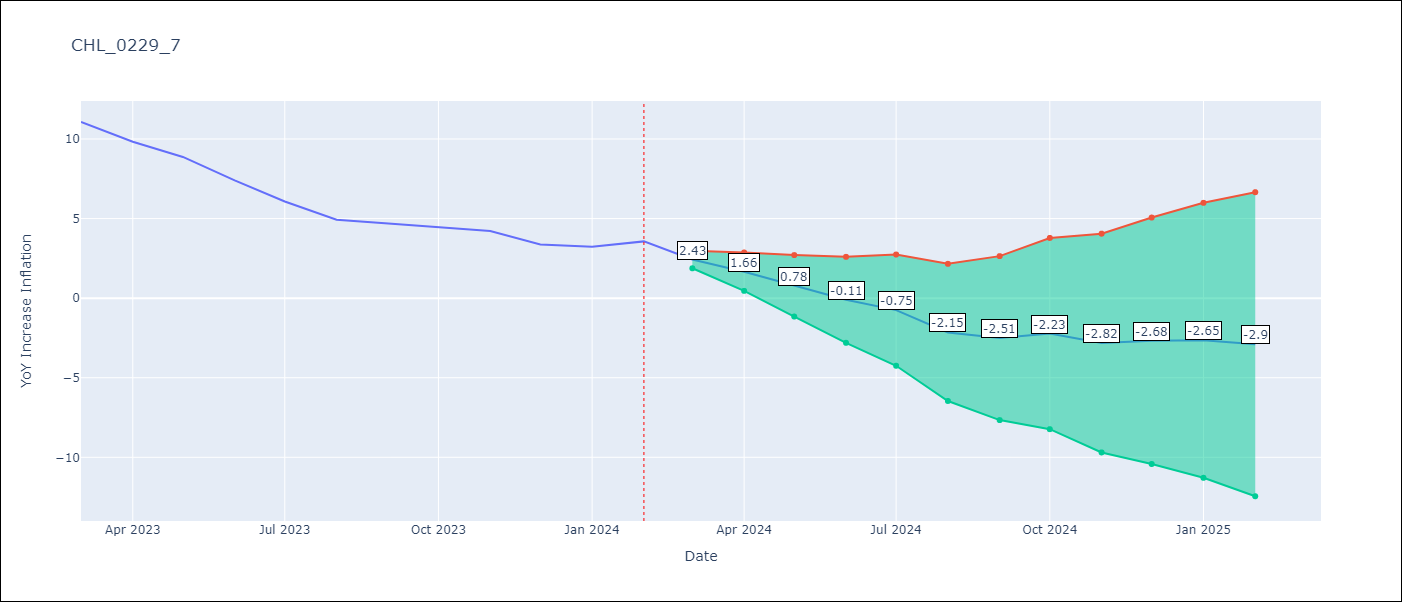 CHL_0229_7
YoY Increase Inflation
10
5
0
−5
−10
2.43
1.66
0.78
-0.11
-0.75
-2.15
-2.51
-2.23
-2.82
-2.68
-2.65
-2.9
Apr 2023
Jul 2023
Oct 2023
Jan 2024
Apr 2024
Jul 2024
Oct 2024
Jan 2025
Date